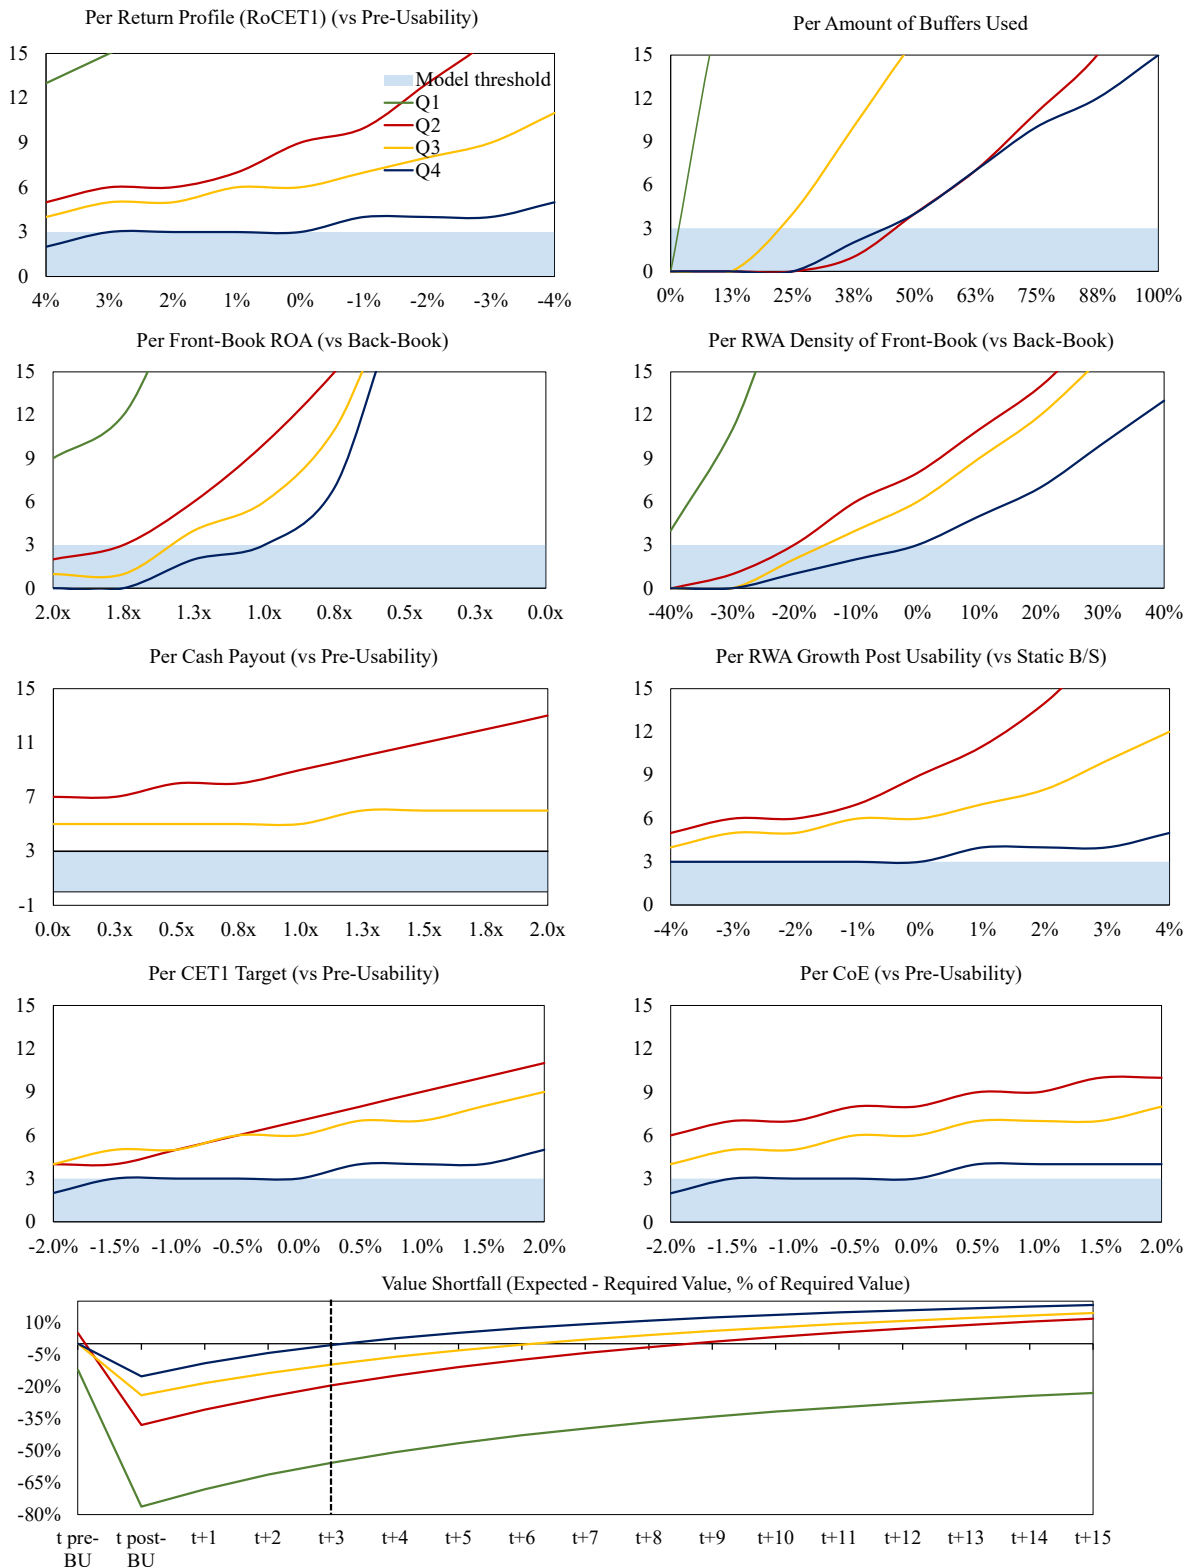 Per Return Profile (RoCET1) (vs Pre-Usability)
15
12
9
6
3
0
Model threshold
Q1
Q2
Q3
Q4
4% 3% 2% 1% 0% -1% -2% -3% -4%
Per Amount of Buffers Used
15
12
9
6
3
0
0% 13% 25% 38% 50% 63% 75% 88% 100%
Per Front-Book ROA (vs Back-Book)
15
12
9
6
3
0
2.0x 1.8x 1.3x 1.0x 0.8x 0.5x 0.3x 0.0x
Per RWA Density of Front-Book (vs Back-Book)
15
12
9
6
3
0
-40% -30% -20% -10% 0% 10% 20% 30% 40%
Per Cash Payout (vs Pre-Usability)
15
11
7
3
-1
0.0x 0.3x 0.5x 0.8x 1.0x 1.3x 1.5x 1.8x 2.0x
Per RWA Growth Post Usability (vs Static B/S)
15
12
9
6
3
0
-4% -3% -2% -1% 0% 1% 2% 3% 4%
Per CET1 Target (vs Pre-Usability)
15
12
9
6
3
0
-2.0% -1.5% -1.0% -0.5% 0.0% 0.5% 1.0% 1.5% 2.0%
Per CoE (vs Pre-Usability)
15
12
9
6
3
0
-2.0% -1.5% -1.0% -0.5% 0.0% 0.5% 1.0% 1.5% 2.0%
Value Shortfall (Expected - Required Value, % of Required Value)
10%
-5%
-20%
-35%
-50%
-65%
-80%
t pre- t post- t+1 t+2 t+3 t+4 t+5 t+6 t+7 t+8 t+9 t+10 t+11 t+12 t+13 t+14 t+15
BU BU